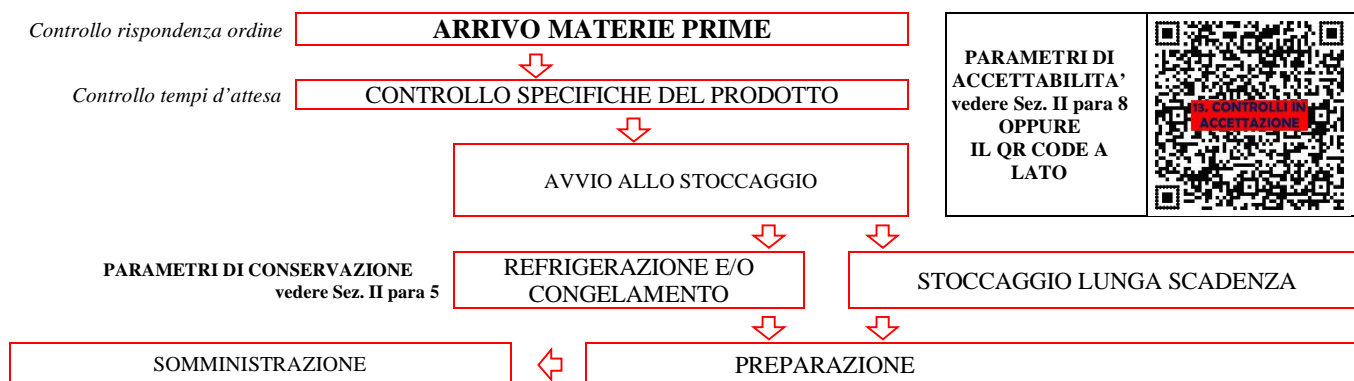 Controllo rispondenza ordine
ARRIVO MATERIE PRIME
Controllo tempi d’attesa
CONTROLLO SPECIFICHE DEL PRODOTTO
PARAMETRI DI
ACCETTABILITA’
vedere Sez. II para 8
OPPURE
IL QR CODE A
LATO
13. CONTROLLI IN
ACCETTAZIONE
AVVIO ALLO STOCCAGGIO
PARAMETRI DI CONSERVAZIONE
vedere Sez. II para 5
REFRIGERAZIONE E/O
CONGELAMENTO
STOCCAGGIO LUNGA SCADENZA
SOMMINISTRAZIONE
PREPARAZIONE